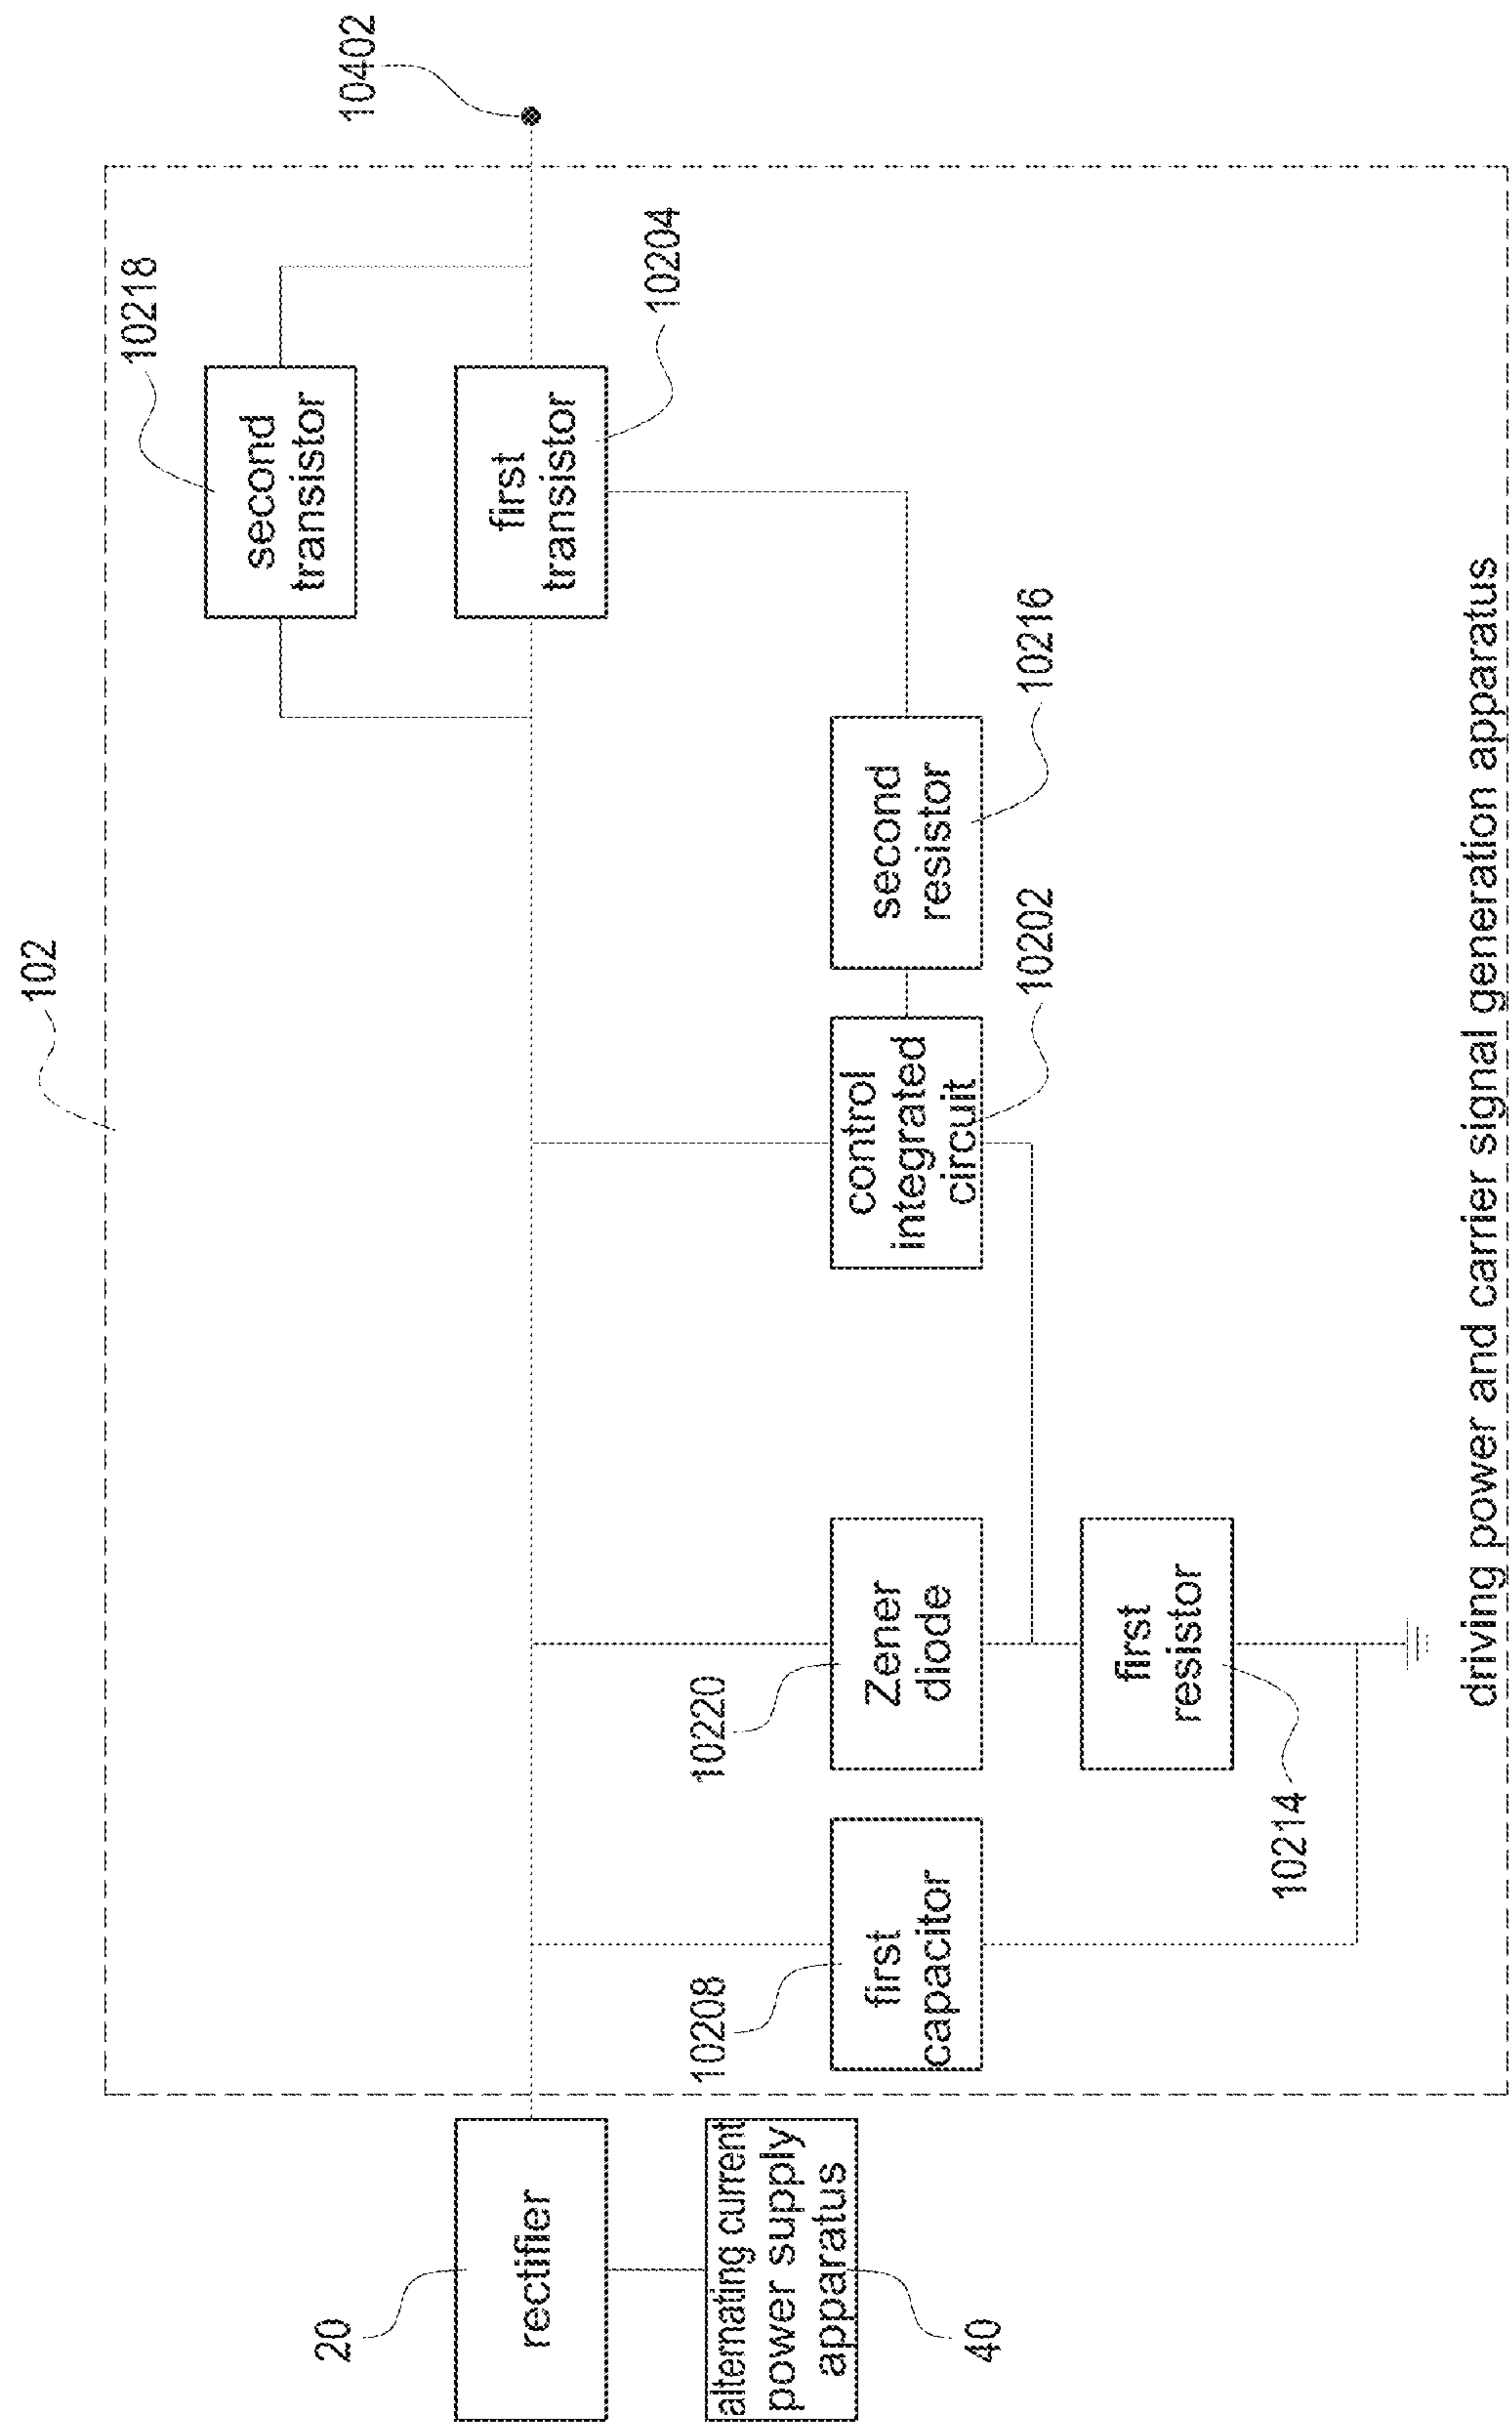 102
10402
10218
second
transistor
first
transistor
10204
second
resistor
10216
control
integrated
circuit
10202
10220
Zener
diode
first
resistor
10214
10208
first
capacitor
20
rectifier
alternating current
power supply
apparatus
40
driving power and carrier signal generation apparatus